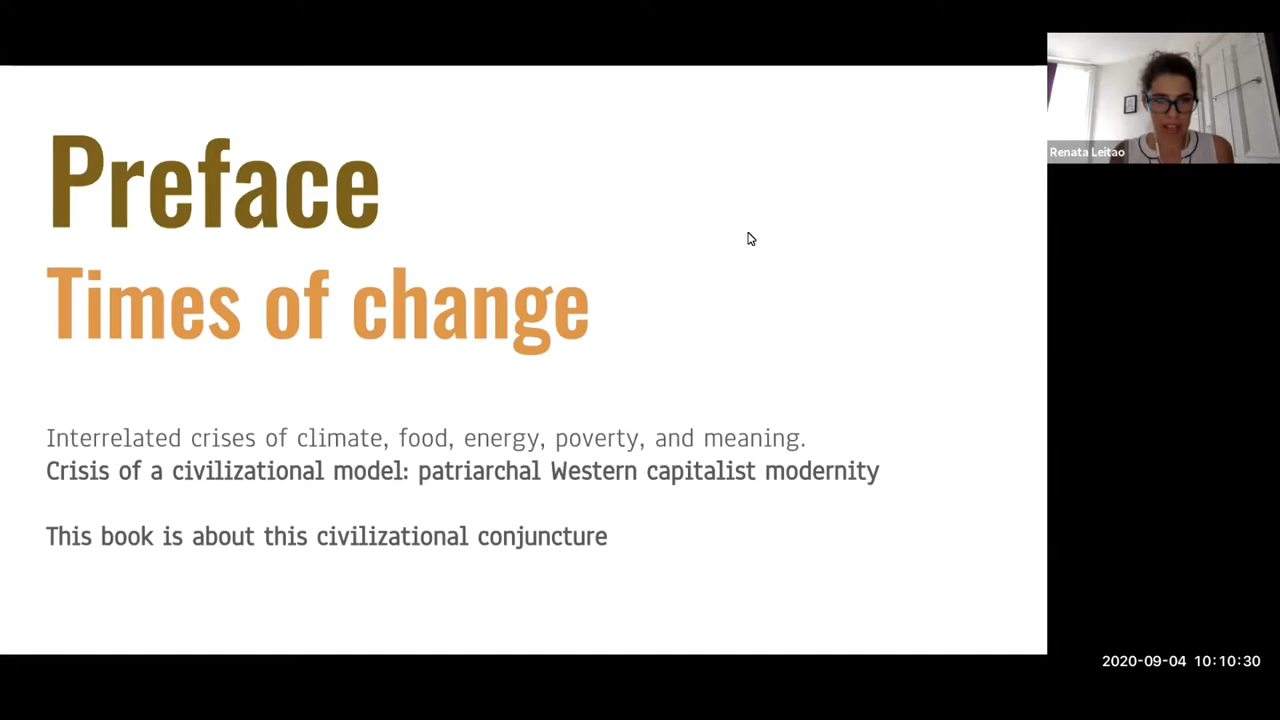 Preface
Times of change
Interrelated crises of climate, food, energy, poverty, and meaning.
Crisis of a civilizational model: patriarchal Western capitalist modernity
This book is about this civilizational conjuncture
Renata Leitao
2020-09-04 10:10:30